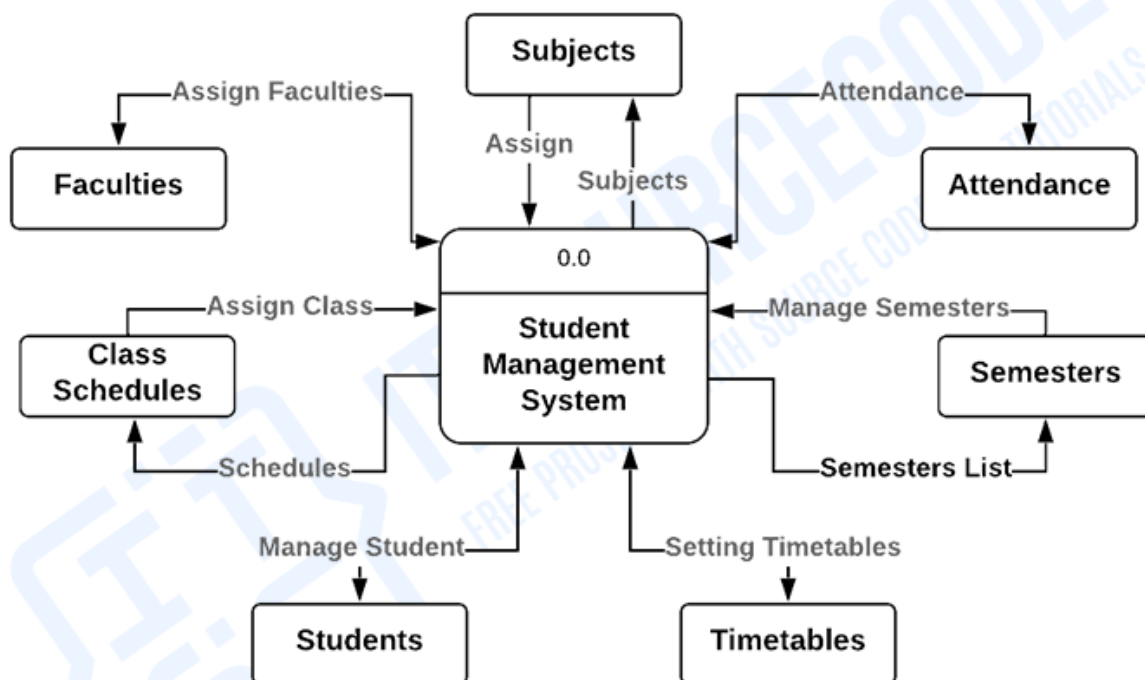 Subjects
Assign Faculties
Attendance
Assign
Faculties
Subjects
Attendance
0.0
Assign Class
Manage Semesters
Class
Schedules
Student
Management
System
Semesters
Schedules
Semesters List
Manage Student
Setting Timetables
Students
Timetables